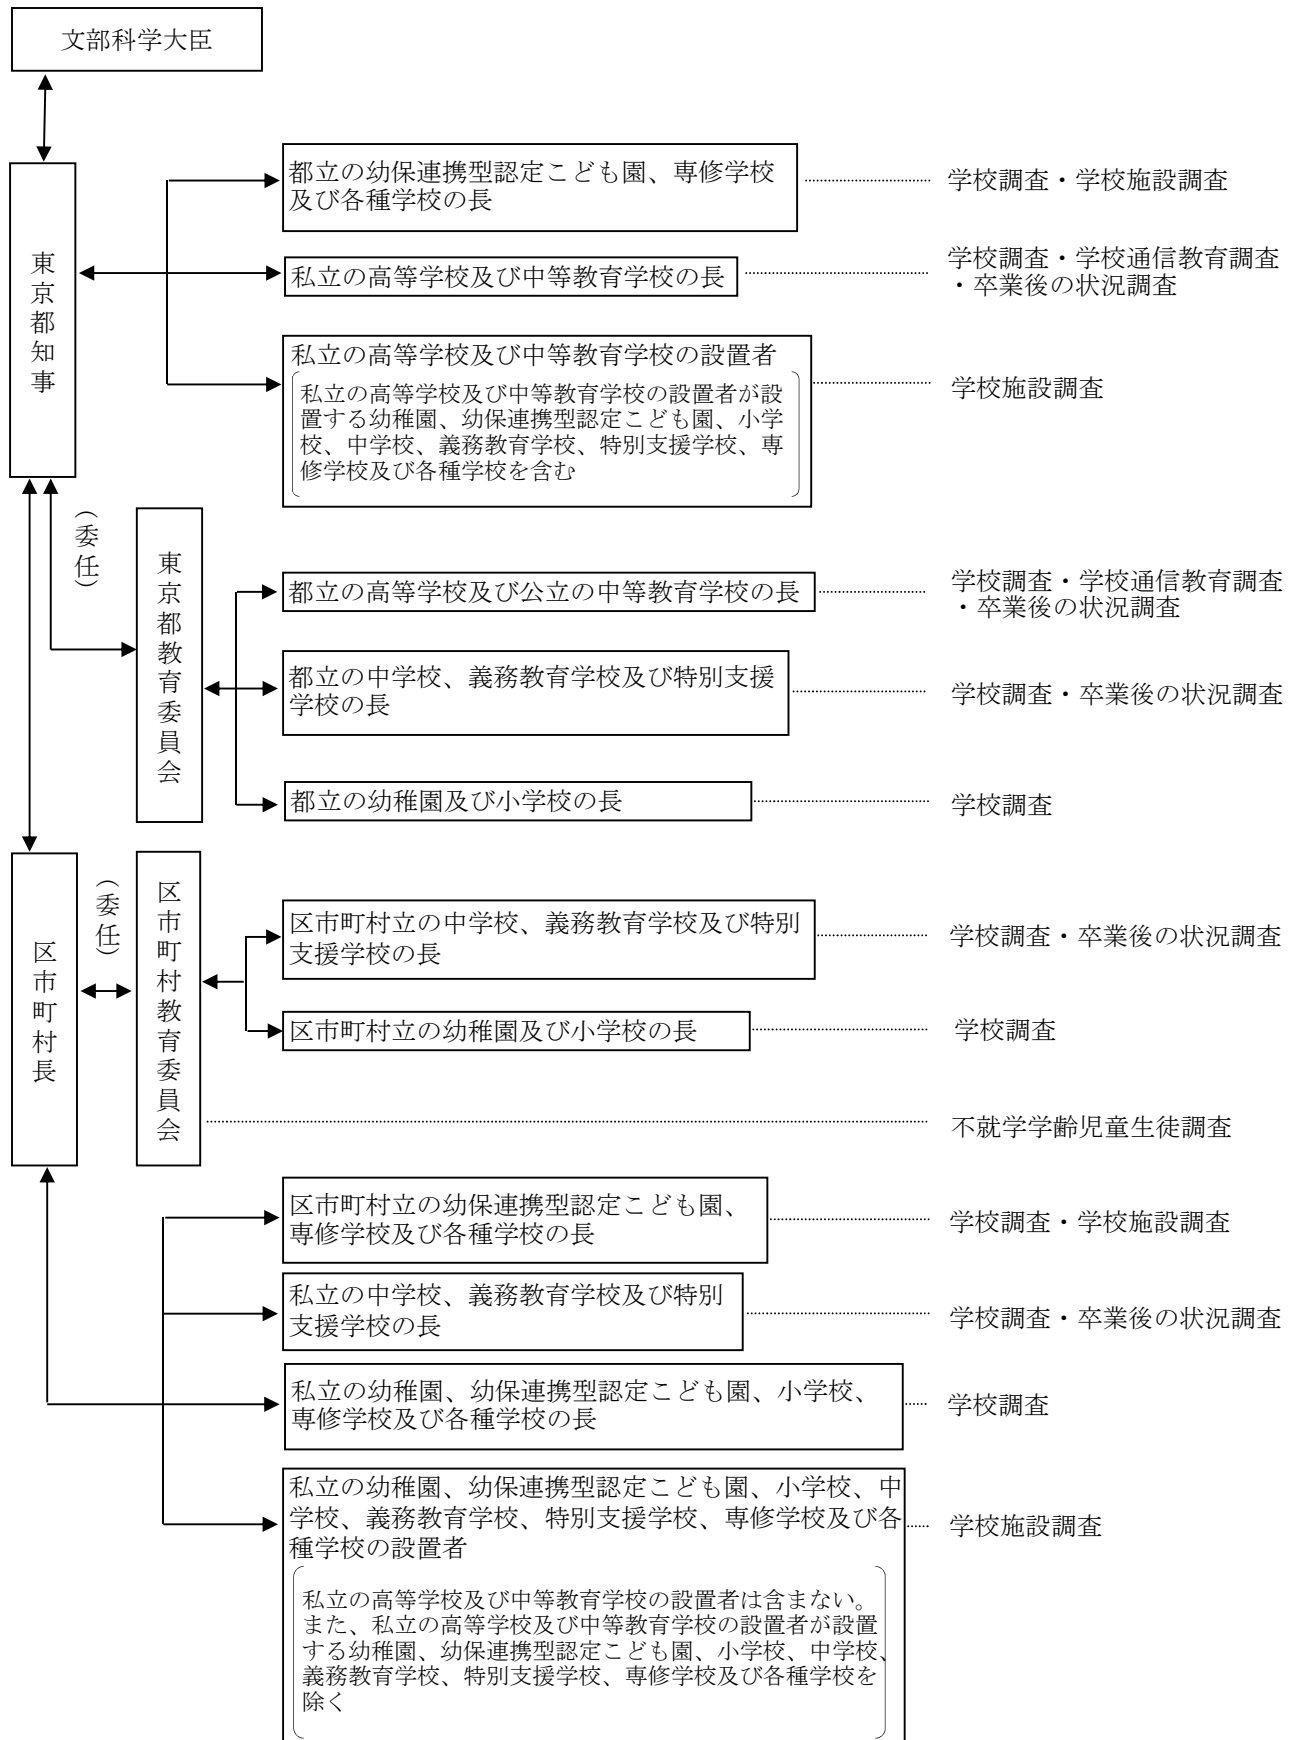 文部科学大臣
東京都知事
都立の幼保連携型認定こども園、専修学校
及び各種学校の長
学校調査・学校施設調査
私立の高等学校及び中等教育学校の長
学校調査・学校通信教育調査
・卒業後の状況調査
私立の高等学校及び中等教育学校の設置者
私立の高等学校及び中等教育学校の設置者が設
置する幼稚園、幼保連携型認定こども園、小学
校、中学校、義務教育学校、特別支援学校、専
修学校及び各種学校を含む
学校施設調査
(委任)
東京都教育委員会
都立の高等学校及び公立の中等教育学校の長
学校調査・学校通信教育調査
・卒業後の状況調査
都立の中学校、義務教育学校及び特別支援
学校の長
学校調査・卒業後の状況調査
都立の幼稚園及び小学校の長
学校調査
区市町村長
(委任)
区市町村教育委員会
区市町村立の中学校、義務教育学校及び特別
支援学校の長
学校調査・卒業後の状況調査
区市町村立の幼稚園及び小学校の長
学校調査
不就学学齢児童生徒調査
区市町村立の幼保連携型認定こども園、
専修学校及び各種学校の長
学校調査・学校施設調査
私立の中学校、義務教育学校及び特別
支援学校の長
学校調査・卒業後の状況調査
私立の幼稚園、幼保連携型認定こども園、小学校、
専修学校及び各種学校の長
学校調査
私立の幼稚園、幼保連携型認定こども園、小学校、中
学校、義務教育学校、特別支援学校、専修学校及び各
種学校の設置者
学校施設調査
私立の高等学校及び中等教育学校の設置者は含まない。
また、私立の高等学校及び中等教育学校の設置者が設置
する幼稚園、幼保連携型認定こども園、小学校、中学校、
義務教育学校、特別支援学校、専修学校及び各種学校を
除く